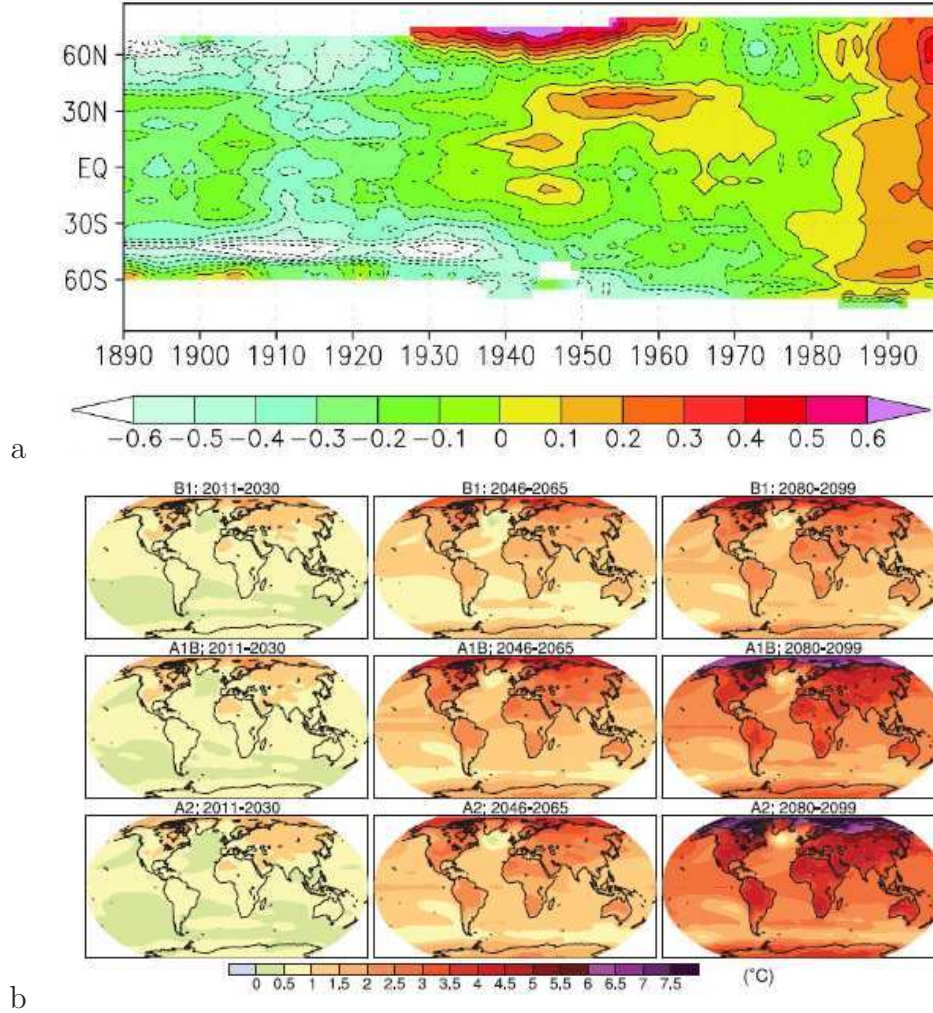 60N
30N
EQ
30S
60S
1890 1900 1910 1920 1930 1940 1950 1960 1970 1980 1990
-0.6 -0.5 -0.4 -0.3 -0.2 -0.1 0 0.1 0.2 0.3 0.4 0.5 0.6
a
B1; 2011-2030 B1; 2046-2065 B1; 2080-2099
A1B; 2011-2030 A1B; 2046-2065 A1B; 2080-2099
A2; 2011-2030 A2; 2046-2065 A2; 2080-2099
0 0.5 1 1.5 2 2.5 3 3.5 4 4.5 5 5.5 6 6.5 7 7.5 (°C)
b